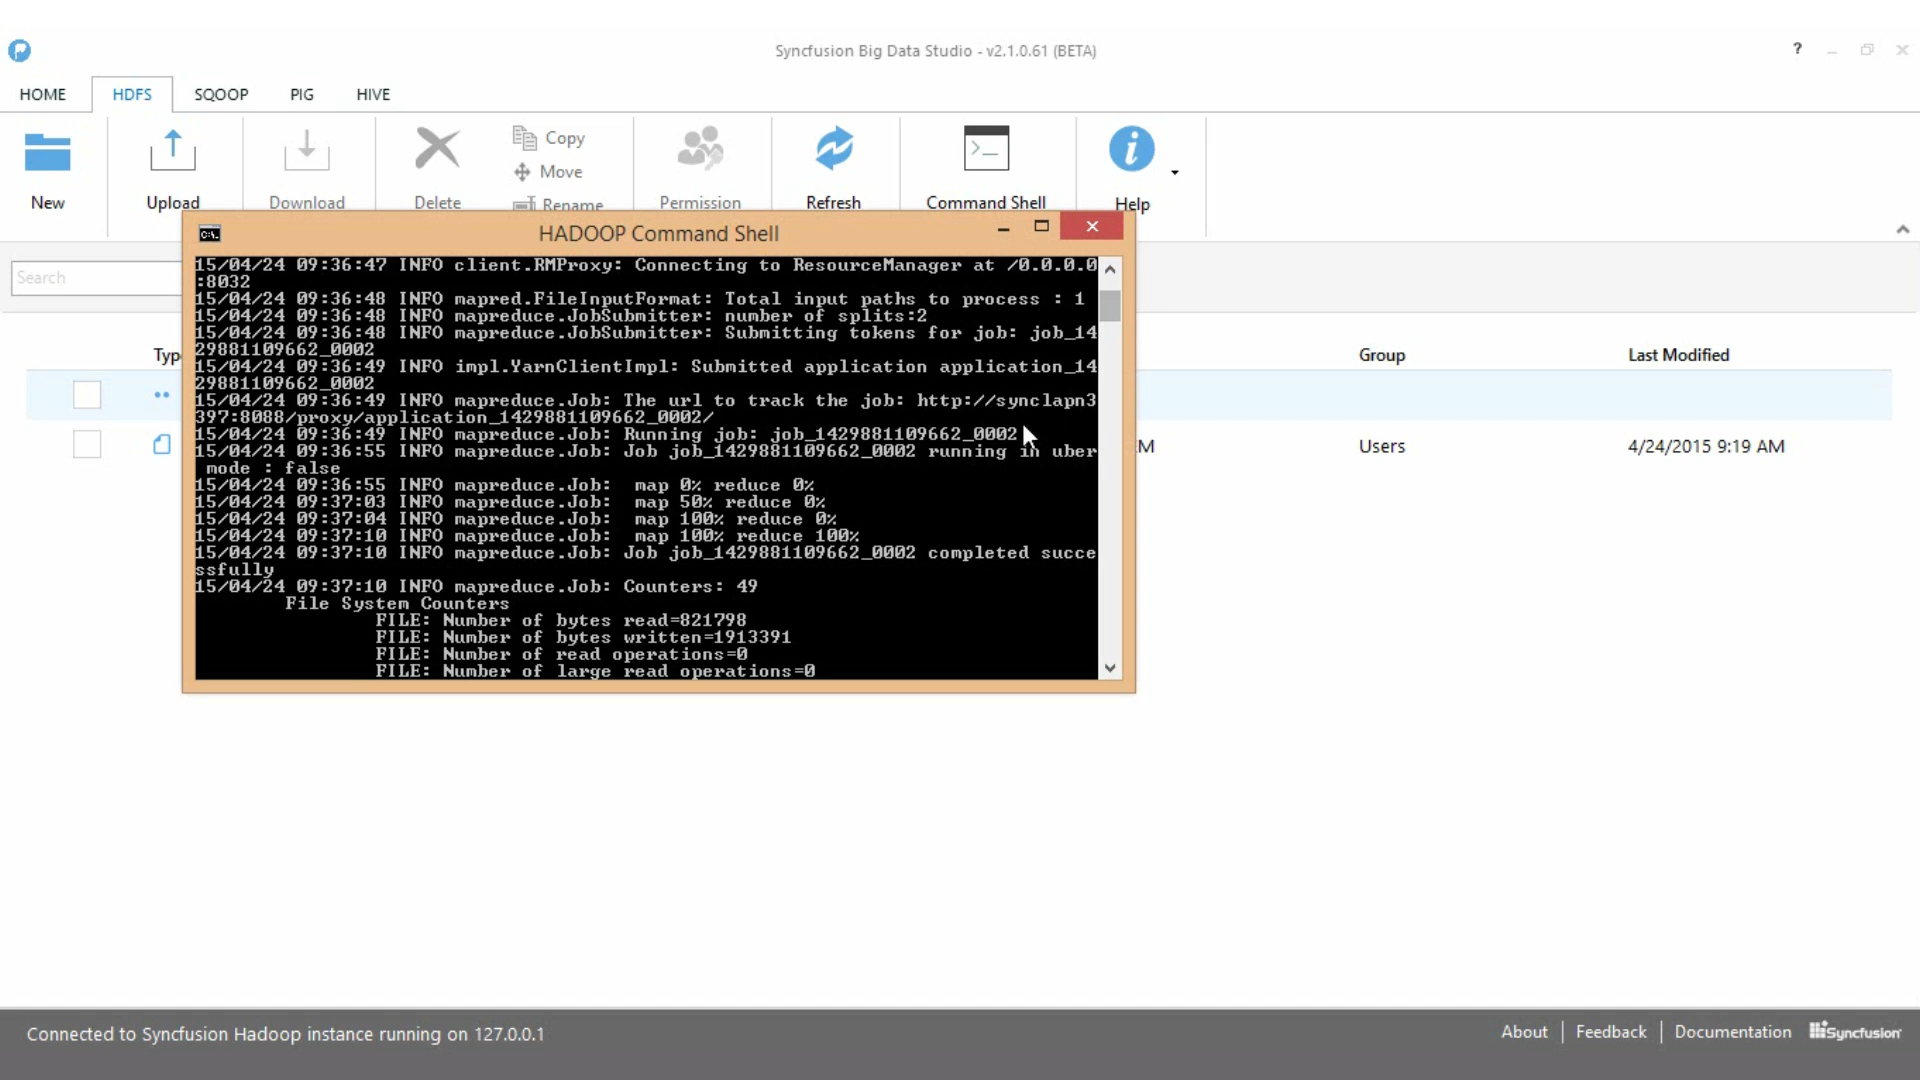 Syncfusion Big Data Studio - v2.1.0.61 (BETA)
?
HOME HDFS SQOOP PIG HIVE
Copy
Move
New Upload Download Delete Rename Permission Refresh Command Shell Help
HADOOP Command Shell
Search
15/04/24 09:36:47 INFO client.RMProxy: Connecting to ResourceManager at /0.0.0.0
:8032
15/04/24 09:36:48 INFO mapred.FileInputFormat: Total input paths to process : 1
15/04/24 09:36:48 INFO mapreduce.JobSubmitter: number of splits:2
15/04/24 09:36:48 INFO mapreduce.JobSubmitter: Submitting tokens for job: job_14
29881109662_0002
15/04/24 09:36:49 INFO impl.YarnClientImpl: Submitted application application_14
29881109662_0002
15/04/24 09:36:49 INFO mapreduce.Job: The url to track the job: http://synclapn3
397:8088/proxy/application_1429881109662_0002/
15/04/24 09:36:49 INFO mapreduce.Job: Running job: job_1429881109662_0002
15/04/24 09:36:55 INFO mapreduce.Job: Job job_1429881109662_0002 running in uber
mode : false
15/04/24 09:36:55 INFO mapreduce.Job:  map 0% reduce 0%
15/04/24 09:37:03 INFO mapreduce.Job:  map 50% reduce 0%
15/04/24 09:37:04 INFO mapreduce.Job:  map 100% reduce 0%
15/04/24 09:37:10 INFO mapreduce.Job:  map 100% reduce 100%
15/04/24 09:37:10 INFO mapreduce.Job: Job job_1429881109662_0002 completed succe
ssfully
15/04/24 09:37:10 INFO mapreduce.Job: Counters: 49
File System Counters
FILE: Number of bytes read=821798
FILE: Number of bytes written=1913391
FILE: Number of read operations=0
FILE: Number of large read operations=0
Typ Group Last Modified
M Users 4/24/2015 9:19 AM
Connected to Syncfusion Hadoop instance running on 127.0.0.1
About Feedback Documentation Syncfusion